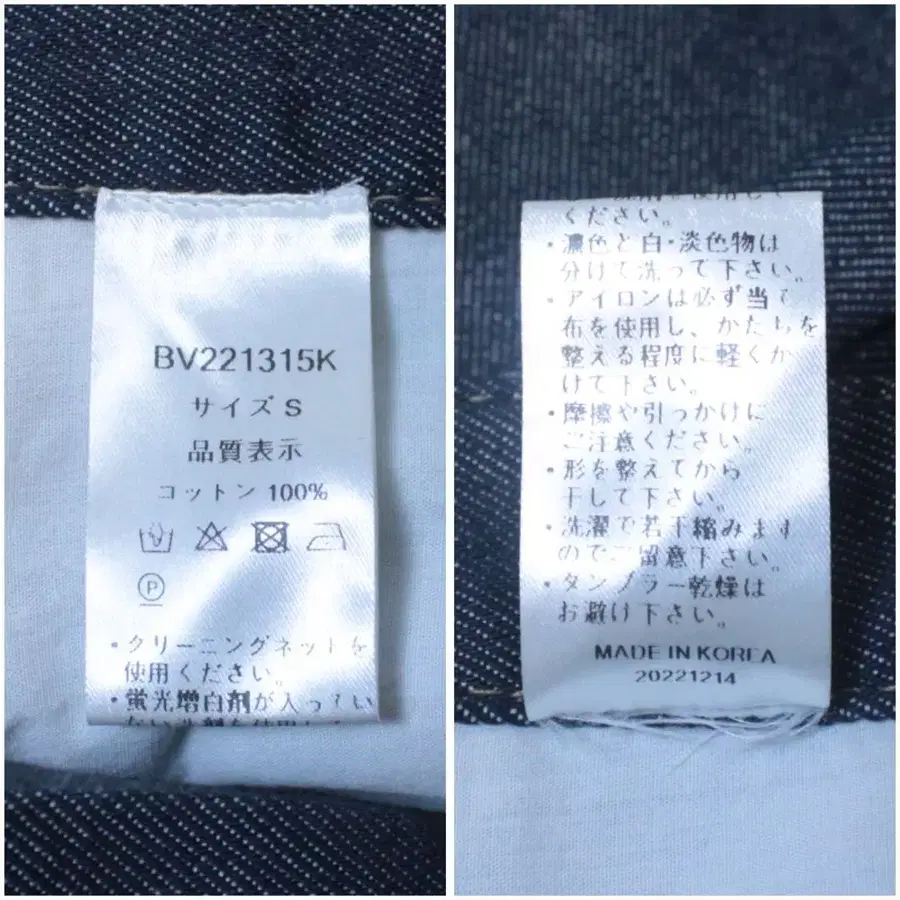 BV221315K
サイズ S
品質表示
コットン 100%
P
・クリーニングネットを
使用ください。
・蛍光増白剤が入ってい
ください。
・濃色と白・淡色物は
分けて洗って下さい。
・アイロンは必ず当て
布を使用し、かたちを
整える程度に軽くか
けて下さい。
・摩擦や引っかけに
ご注意ください。
・形を整えてから
干して下さい。
・洗濯で若干縮みます
のでご留意下さい。
・タンブラー乾燥は
お避け下さい。
MADE IN KOREA
20221214